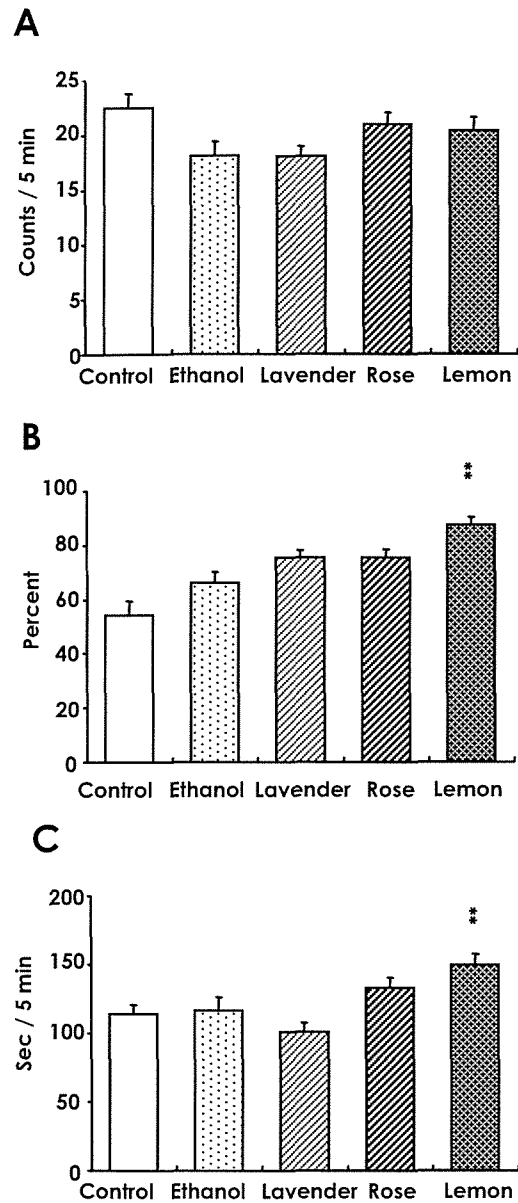 A
25
20
15
10
5
0
Counts / 5 min
Control Ethanol Lavender Rose Lemon
B
**
100
80
60
40
20
0
Percent
Control Ethanol Lavender Rose Lemon
C
**
200
150
100
50
0
Sec / 5 min
Control Ethanol Lavender Rose Lemon